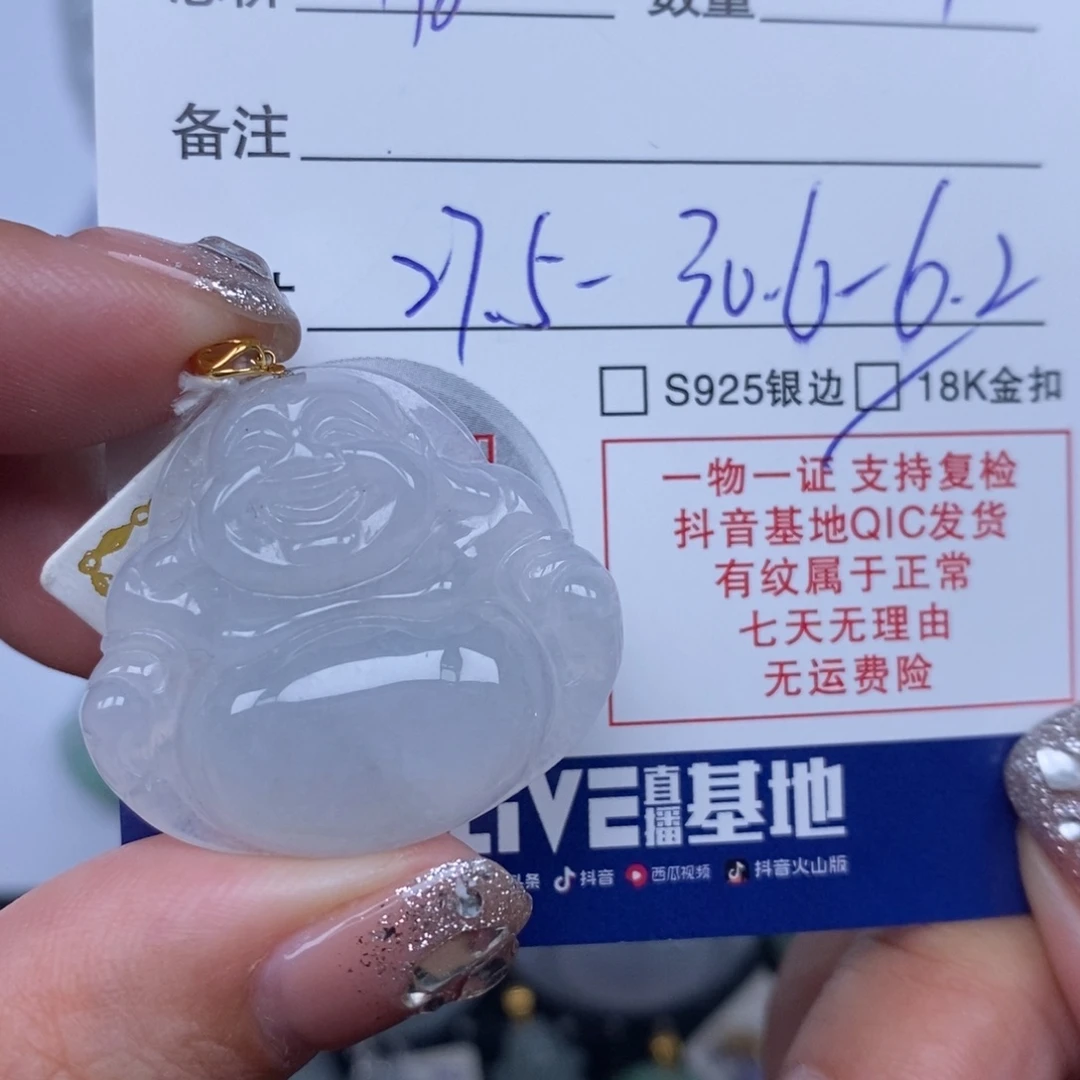 数量
备注
27.5- 30.6-6.2
S925银边 18K金扣
一物一证 支持复检
抖音基地QIC发货
有纹属于正常
七天无理由
无运费险
LIVE直播基地
头条 抖音 西瓜视频 抖音火山版